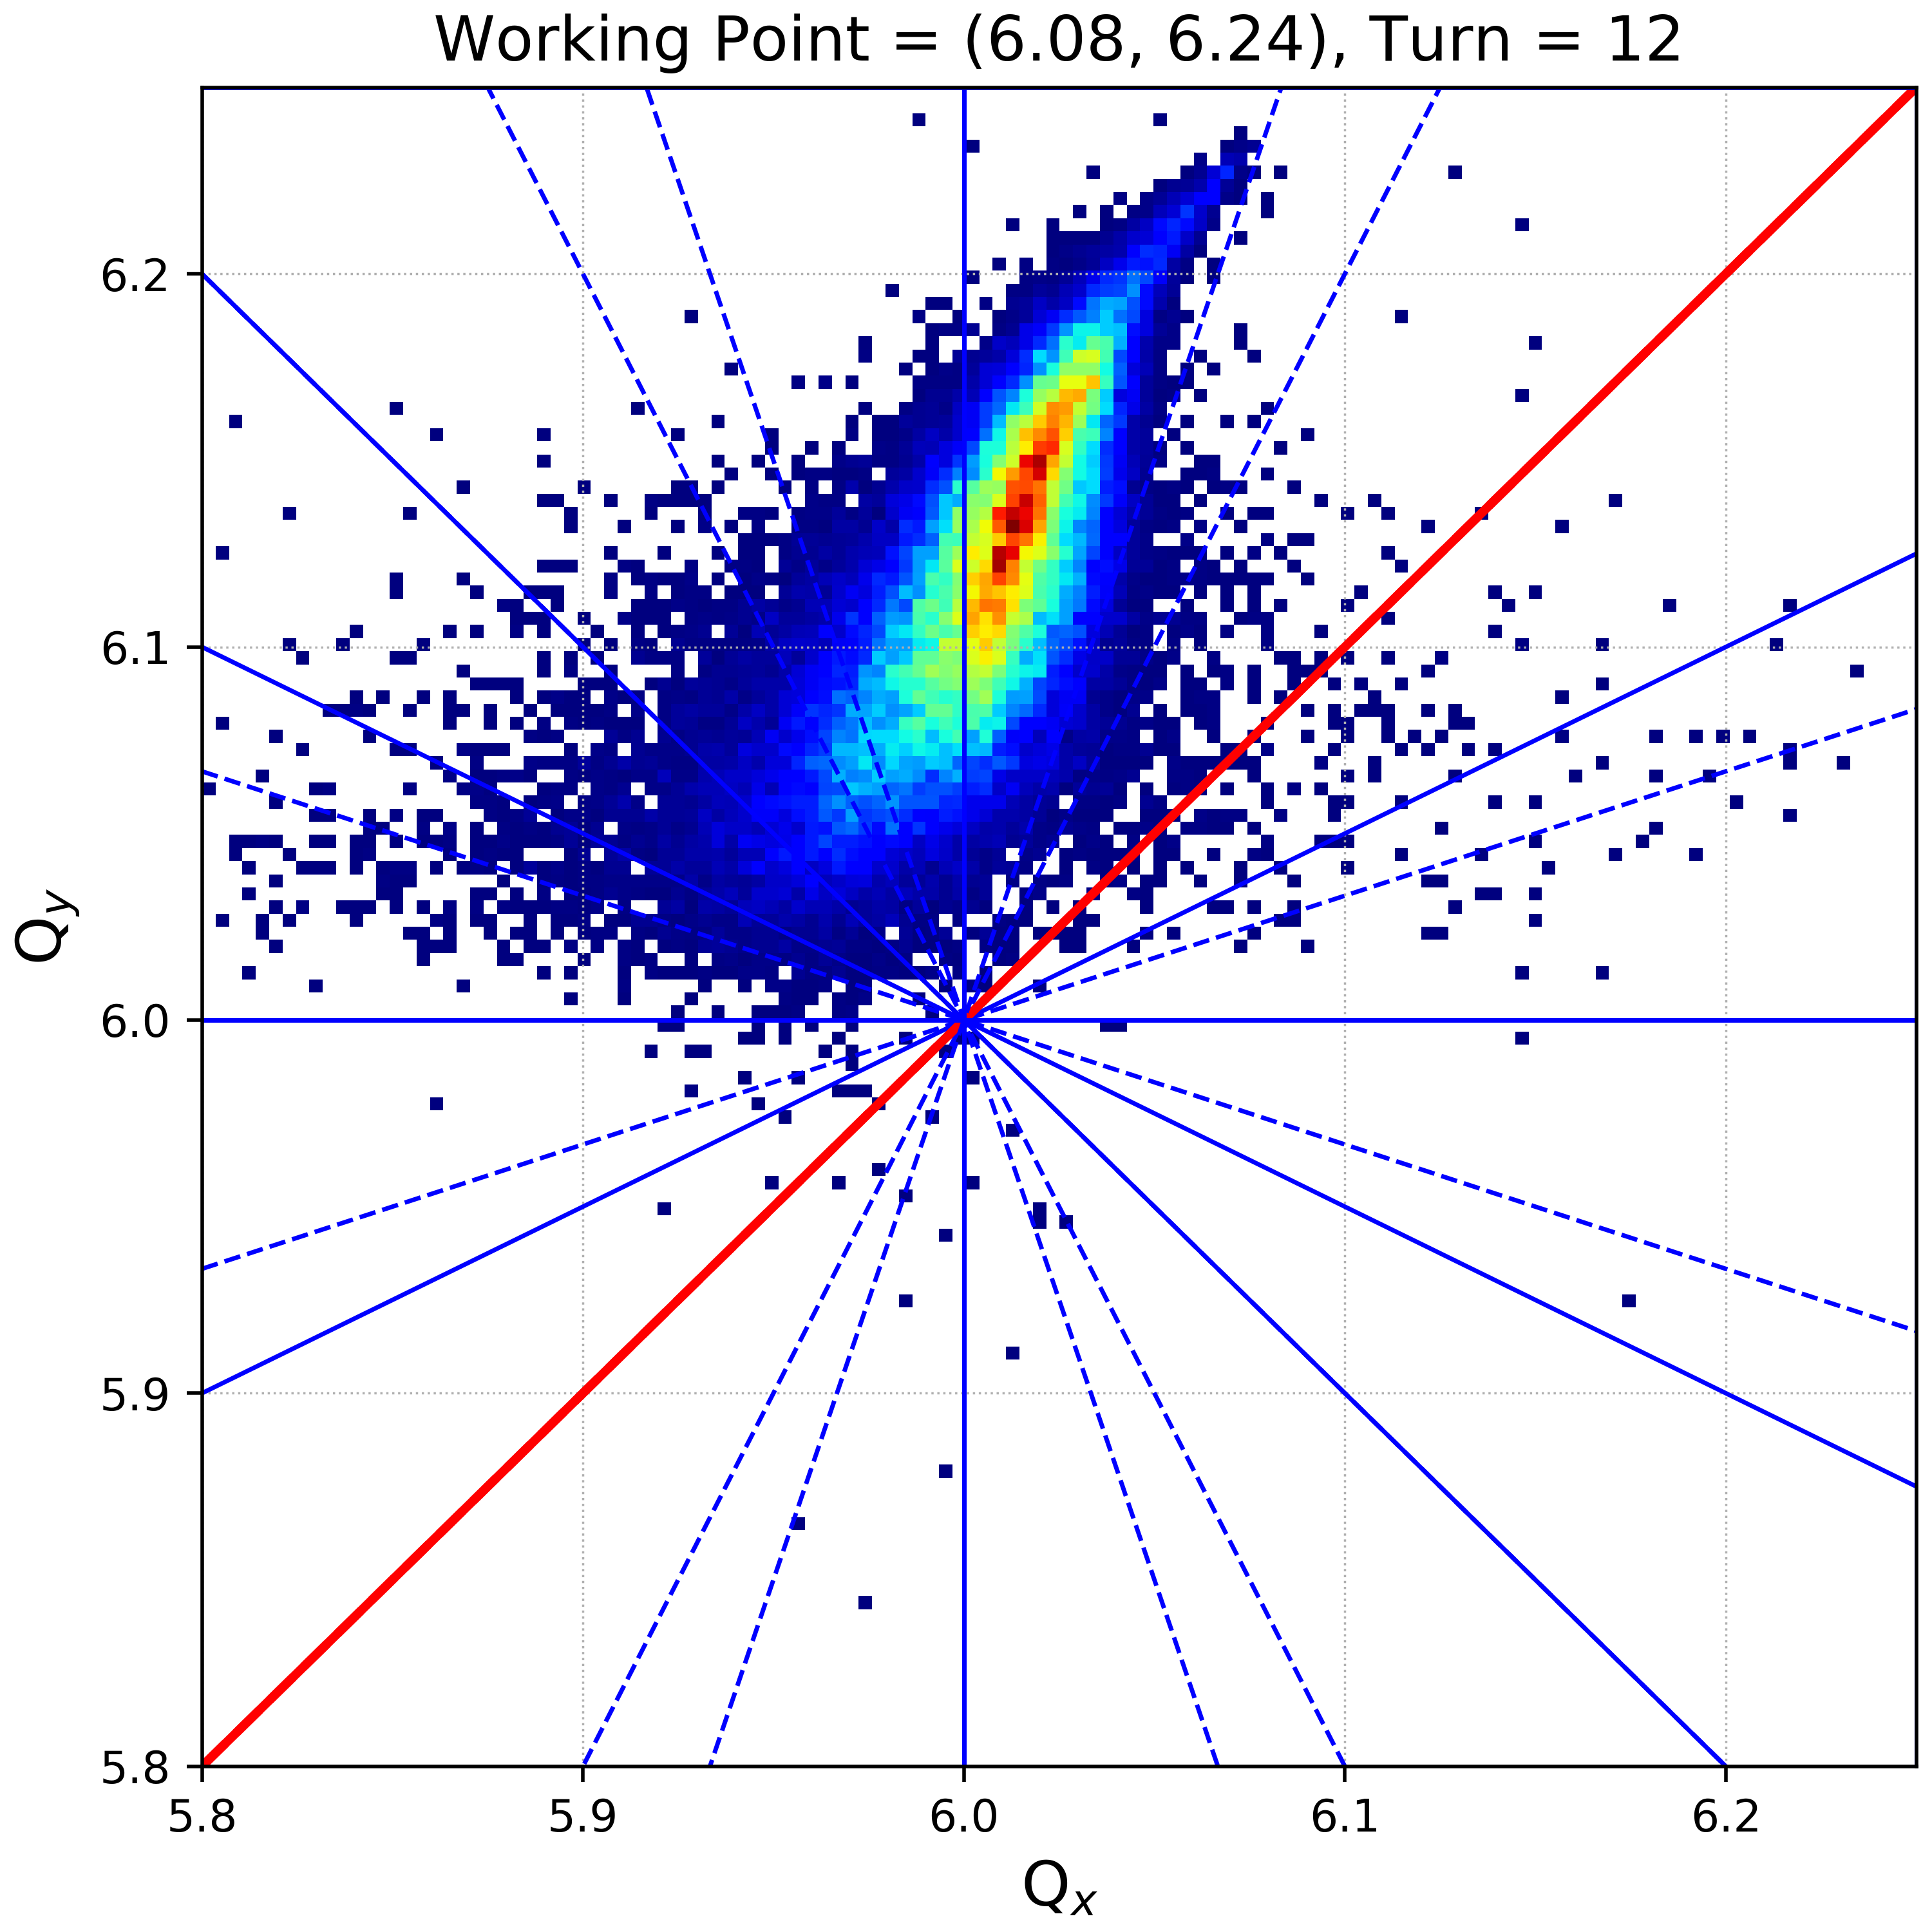 Working Point = (6.08, 6.24), Turn = 12
6.2
6.1
6.0
5.9
5.8
Qy
5.8 5.9 6.0 6.1 6.2
Qx